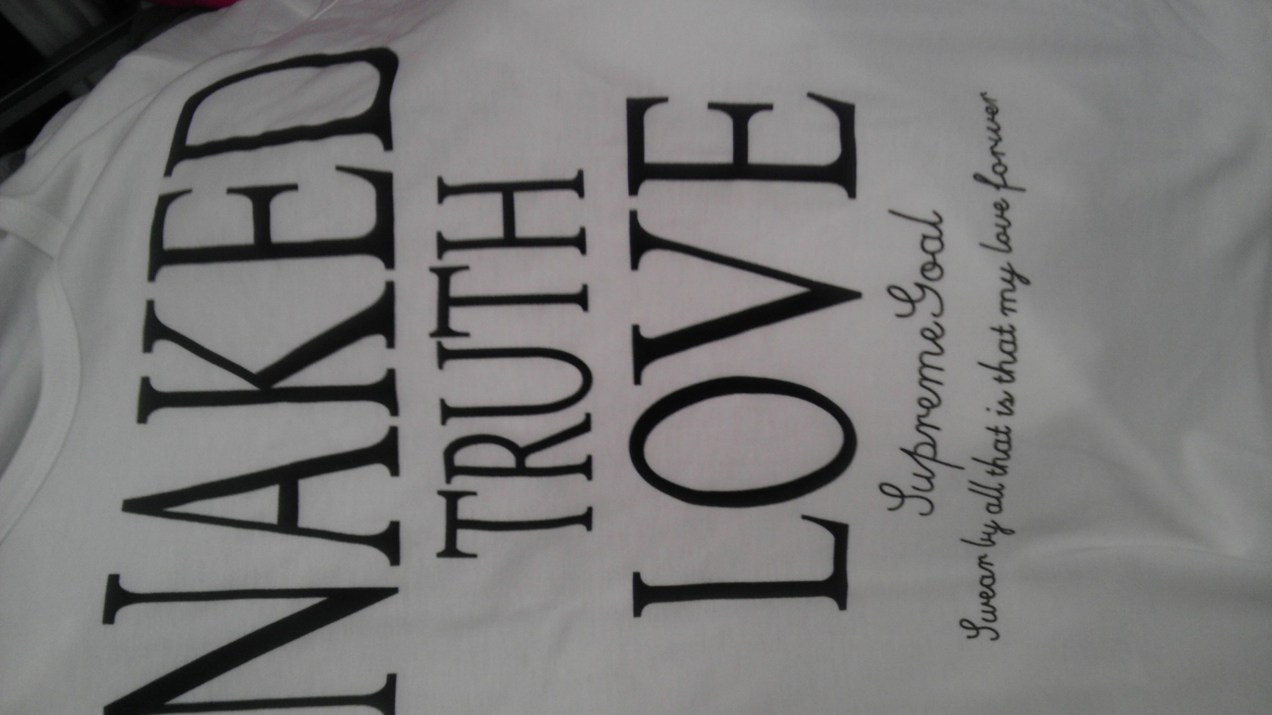 NAKED
TRUTH
LOVE
Supreme Goal
Swear by all that is that my love forever